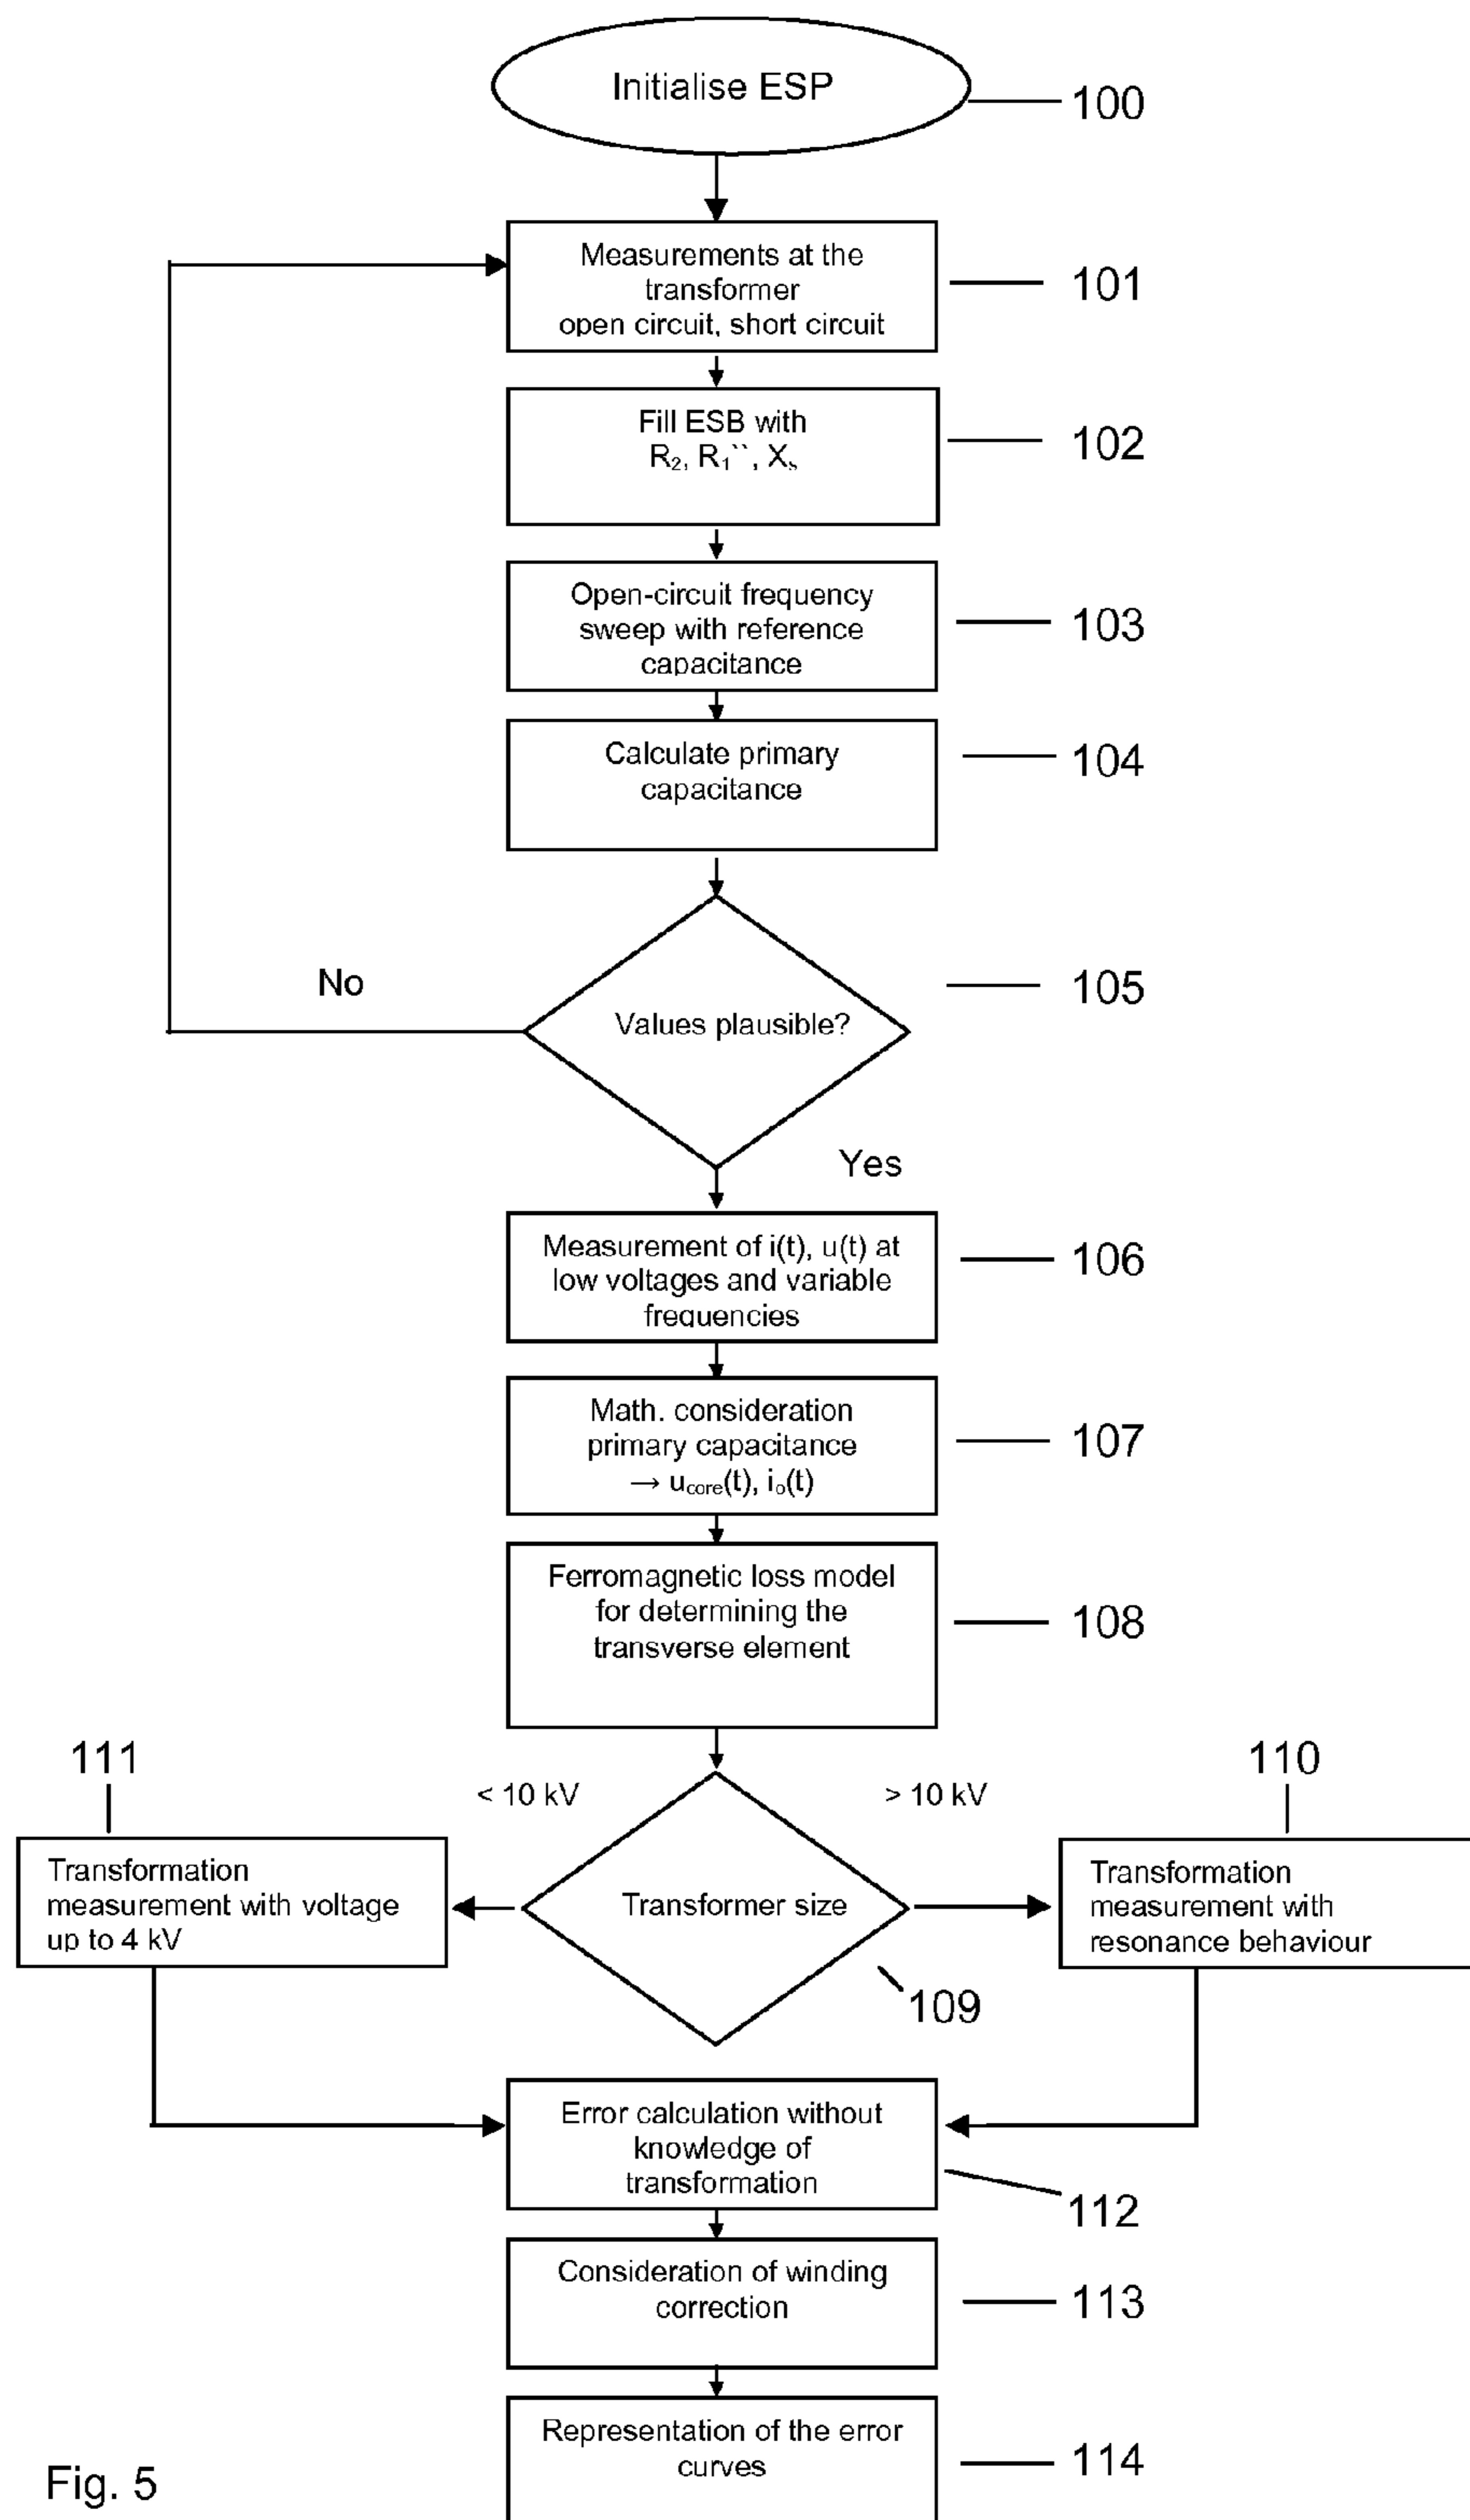 Initialise ESP
100
Measurements at the
transformer
open circuit, short circuit
101
Fill ESB with
R₂, R₁``, Xₛ
102
Open-circuit frequency
sweep with reference
capacitance
103
Calculate primary
capacitance
104
No
Values plausible?
105
Yes
Measurement of i(t), u(t) at
low voltages and variable
frequencies
106
Math. consideration
primary capacitance
→ u_core(t), i₀(t)
107
Ferromagnetic loss model
for determining the
transverse element
108
111
< 10 kV
> 10 kV
110
Transformation
measurement with voltage
up to 4 kV
Transformer size
109
Transformation
measurement with
resonance behaviour
Error calculation without
knowledge of
transformation
112
Consideration of winding
correction
113
Representation of the error
curves
114
Fig. 5